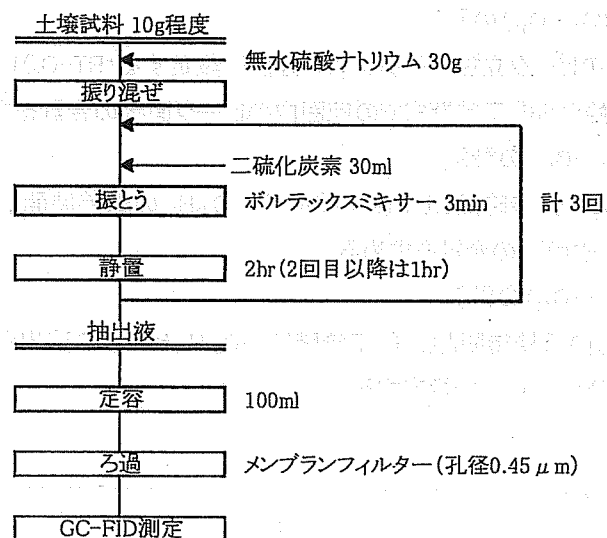 土壌試料 10g程度
無水硫酸ナトリウム 30g
振り混ぜ
二硫化炭素 30ml
振とう ボルテックスミキサー 3min 計 3回
静置 2hr(2回目以降は1hr)
抽出液
定容 100ml
ろ過 メンブランフィルター(孔径0.45μm)
GC-FID測定